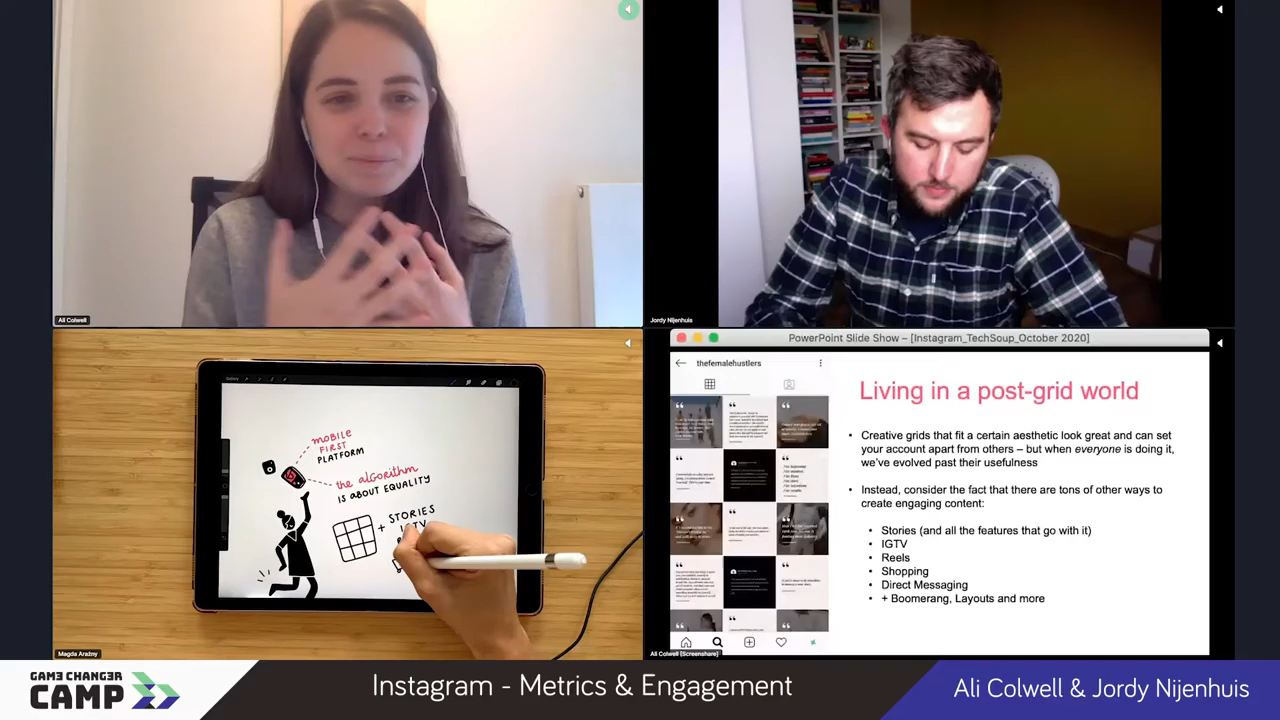 Ali Colwell
Jordy Nijenhuis
MOBILE
FIRST
PLATFORM
the algorithm
IS ABOUT EQUALITY
+ STORIES
Magda Arażny
PowerPoint Slide Show – [Instagram_TechSoup_October 2020]
thefemalehustlers
Living in a post-grid world
• Creative grids that fit a certain aesthetic look great and can set
your account apart from others – but when everyone is doing it,
we've evolved past their usefulness
• Instead, consider the fact that there are tons of other ways to
create engaging content:
• Stories (and all the features that go with it)
• IGTV
• Reels
• Shopping
• Direct Messaging
• + Boomerang, Layouts and more
Ali Colwell [Screenshare]
GAME CHANGER
CAMP
Instagram - Metrics & Engagement
Ali Colwell & Jordy Nijenhuis